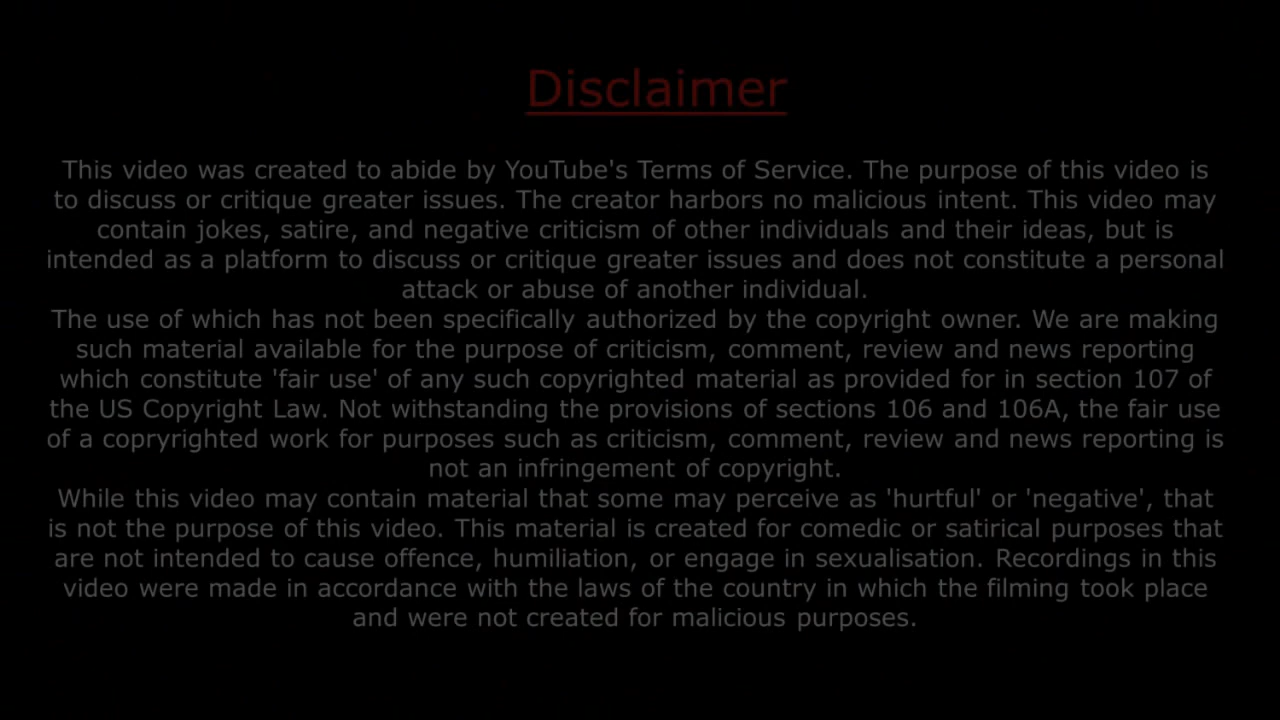 Disclaimer
This video was created to abide by YouTube's Terms of Service. The purpose of this video is
to discuss or critique greater issues. The creator harbors no malicious intent. This video may
contain jokes, satire, and negative criticism of other individuals and their ideas, but is
intended as a platform to discuss or critique greater issues and does not constitute a personal
attack or abuse of another individual.
The use of which has not been specifically authorized by the copyright owner. We are making
such material available for the purpose of criticism, comment, review and news reporting
which constitute 'fair use' of any such copyrighted material as provided for in section 107 of
the US Copyright Law. Not withstanding the provisions of sections 106 and 106A, the fair use
of a copryrighted work for purposes such as criticism, comment, review and news reporting is
not an infringement of copyright.
While this video may contain material that some may perceive as 'hurtful' or 'negative', that
is not the purpose of this video. This material is created for comedic or satirical purposes that
are not intended to cause offence, humiliation, or engage in sexualisation. Recordings in this
video were made in accordance with the laws of the country in which the filming took place
and were not created for malicious purposes.